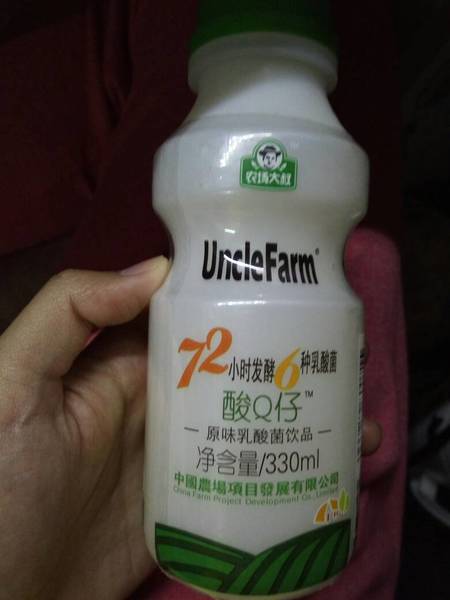 农场大叔
UncleFarm®
72小时发酵6种乳酸菌
酸Q仔™
原味乳酸菌饮品
净含量/330ml
中國農場項目發展有限公司
China Farm Project Development Co., Limited